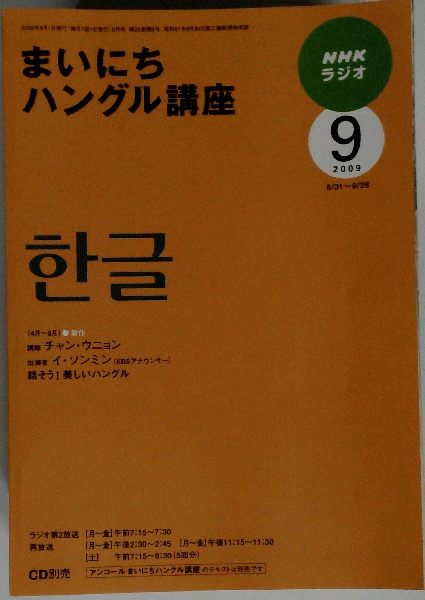 まいにち
ハングル講座
NHK
ラジオ
9
2009
8/31～9/26
한글
(4月～9月)●新作
講師 チャン・ウニョン
出演者 イ・ソンミン(KBSアナウンサー)
話そう!美しいハングル
ラジオ第2放送 [月～金]午前7:15～7:30
再放送 [月～金]午後2:30～2:45 [月～金]午後11:15～11:30
[土] 午前7:15～8:30(5回分)
CD別売 「アンコール まいにちハングル講座」のテキストは別売です